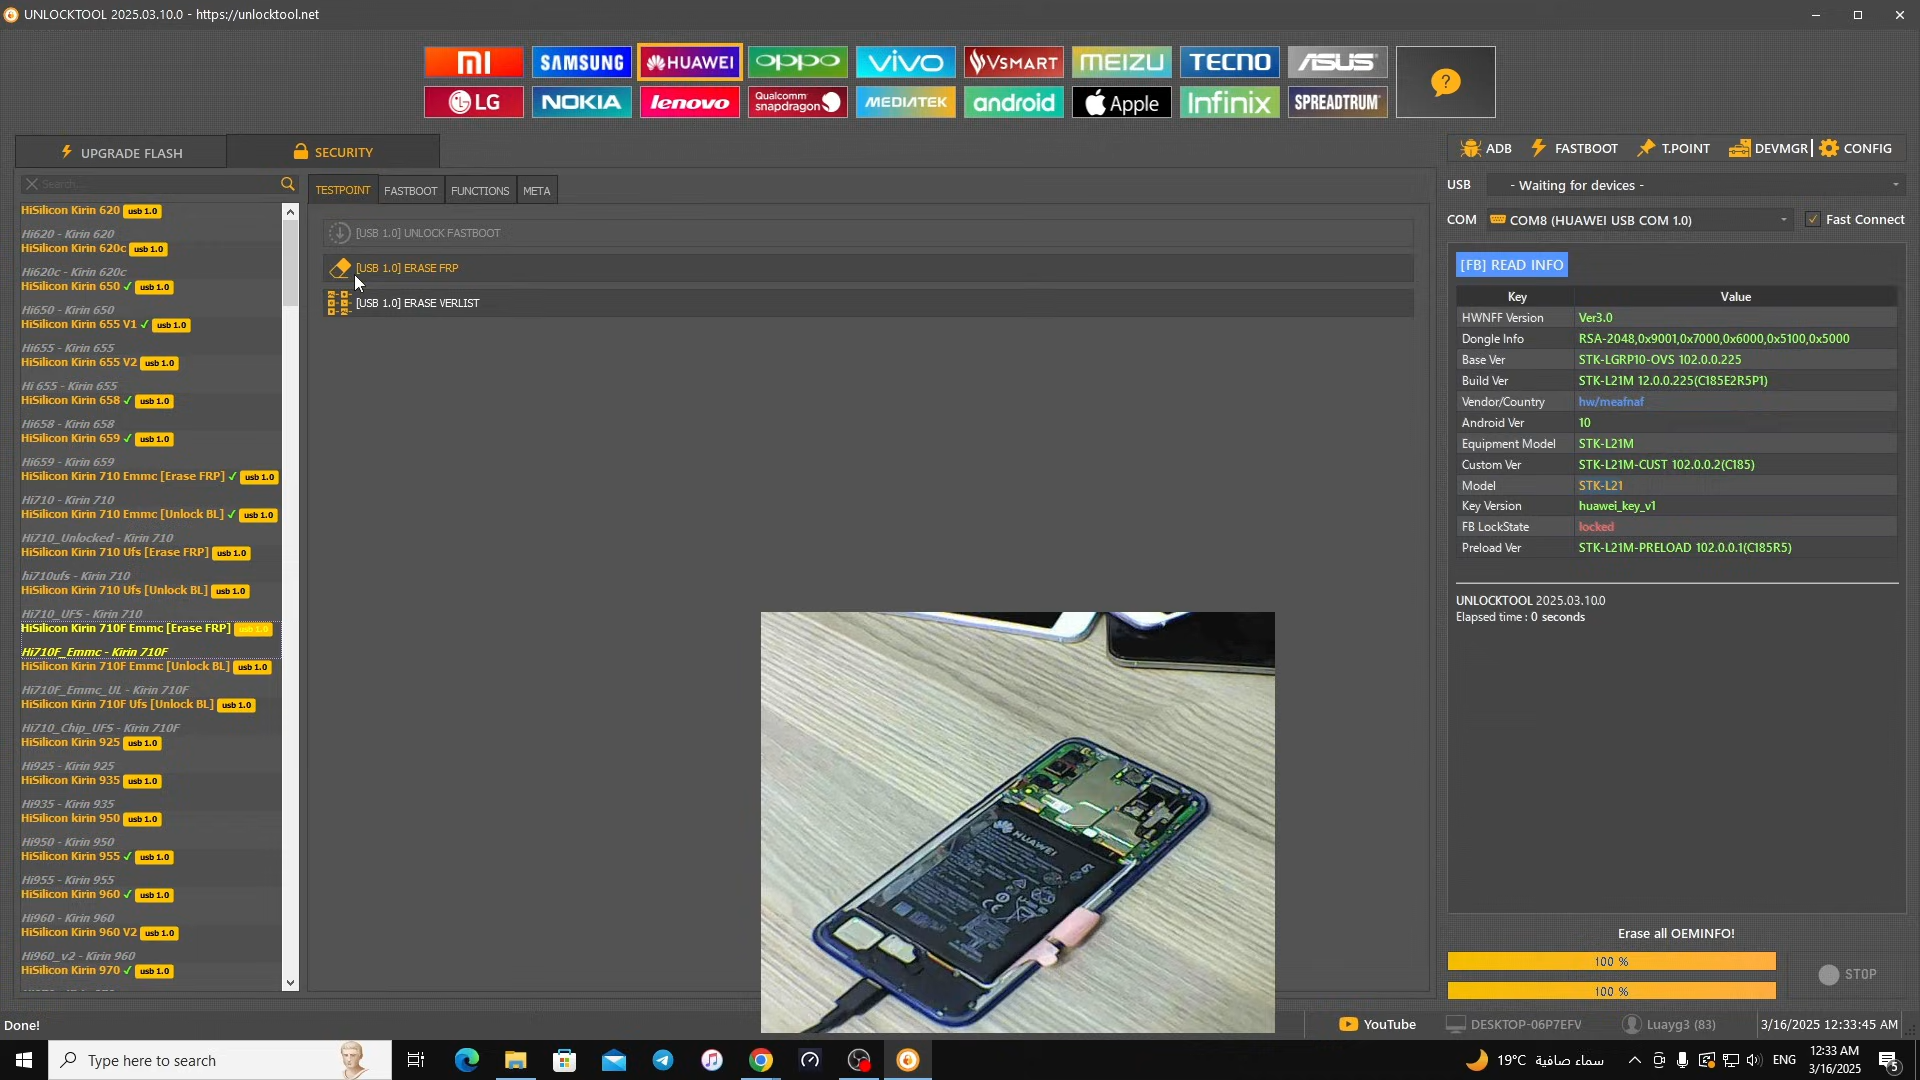 UNLOCKTOOL 2025.03.10.0 - https://unlocktool.net
MI SAMSUNG HUAWEI oppo vivo VSMART MEIZU TECNO ASUS ?
LG NOKIA lenovo Qualcomm snapdragon MEDIATEK android Apple Infinix SPREADTRUM
UPGRADE FLASH SECURITY
ADB FASTBOOT T.POINT DEVMGR CONFIG
Search...
TESTPOINT FASTBOOT FUNCTIONS META
[USB 1.0] UNLOCK FASTBOOT
[USB 1.0] ERASE FRP
[USB 1.0] ERASE VERLIST
HiSilicon Kirin 620 usb 1.0
Hi620 - Kirin 620
HiSilicon Kirin 620c usb 1.0
Hi620c - Kirin 620c
HiSilicon Kirin 650 ✓ usb 1.0
Hi650 - Kirin 650
HiSilicon Kirin 655 V1 ✓ usb 1.0
Hi655 - Kirin 655
HiSilicon Kirin 655 V2 usb 1.0
Hi 655 - Kirin 655
HiSilicon Kirin 658 ✓ usb 1.0
Hi658 - Kirin 658
HiSilicon Kirin 659 ✓ usb 1.0
Hi659 - Kirin 659
HiSilicon Kirin 710 Emmc [Erase FRP] ✓ usb 1.0
Hi710 - Kirin 710
HiSilicon Kirin 710 Emmc [Unlock BL] ✓ usb 1.0
Hi710_Unlocked - Kirin 710
HiSilicon Kirin 710 Ufs [Erase FRP] usb 1.0
hi710ufs - Kirin 710
HiSilicon Kirin 710 Ufs [Unlock BL] usb 1.0
Hi710_UFS - Kirin 710
HiSilicon Kirin 710F Emmc [Erase FRP] usb 1.0
Hi710F_Emmc - Kirin 710F
HiSilicon Kirin 710F Emmc [Unlock BL] usb 1.0
Hi710F_Emmc_UL - Kirin 710F
HiSilicon Kirin 710F Ufs [Unlock BL] usb 1.0
Hi710_Chip_UFS - Kirin 710F
HiSilicon Kirin 925 usb 1.0
Hi925 - Kirin 925
HiSilicon Kirin 935 usb 1.0
Hi935 - Kirin 935
HiSilicon kirin 950 usb 1.0
Hi950 - Kirin 950
HiSilicon Kirin 955 ✓ usb 1.0
Hi955 - Kirin 955
HiSilicon Kirin 960 ✓ usb 1.0
Hi960 - Kirin 960
HiSilicon Kirin 960 V2 usb 1.0
Hi960_v2 - Kirin 960
HiSilicon Kirin 970 ✓ usb 1.0
HUAWEI
USB - Waiting for devices -
COM COM8 (HUAWEI USB COM 1.0) Fast Connect
[FB] READ INFO
Key Value
HWNFF Version Ver3.0
Dongle Info RSA-2048,0x9001,0x7000,0x6000,0x5100,0x5000
Base Ver STK-LGRP10-OVS 102.0.0.225
Build Ver STK-L21M 12.0.0.225(C185E2R5P1)
Vendor/Country hw/meafnaf
Android Ver 10
Equipment Model STK-L21M
Custom Ver STK-L21M-CUST 102.0.0.2(C185)
Model STK-L21
Key Version huawei_key_v1
FB LockState locked
Preload Ver STK-L21M-PRELOAD 102.0.0.1(C185R5)
UNLOCKTOOL 2025.03.10.0
Elapsed time : 0 seconds
Erase all OEMINFO!
100 %
STOP
100 %
Done! YouTube DESKTOP-06P7EFV Luayg3 (83) 3/16/2025 12:33:45 AM
Type here to search 19°C سماء صافية ENG 12:33 AM
3/16/2025
5